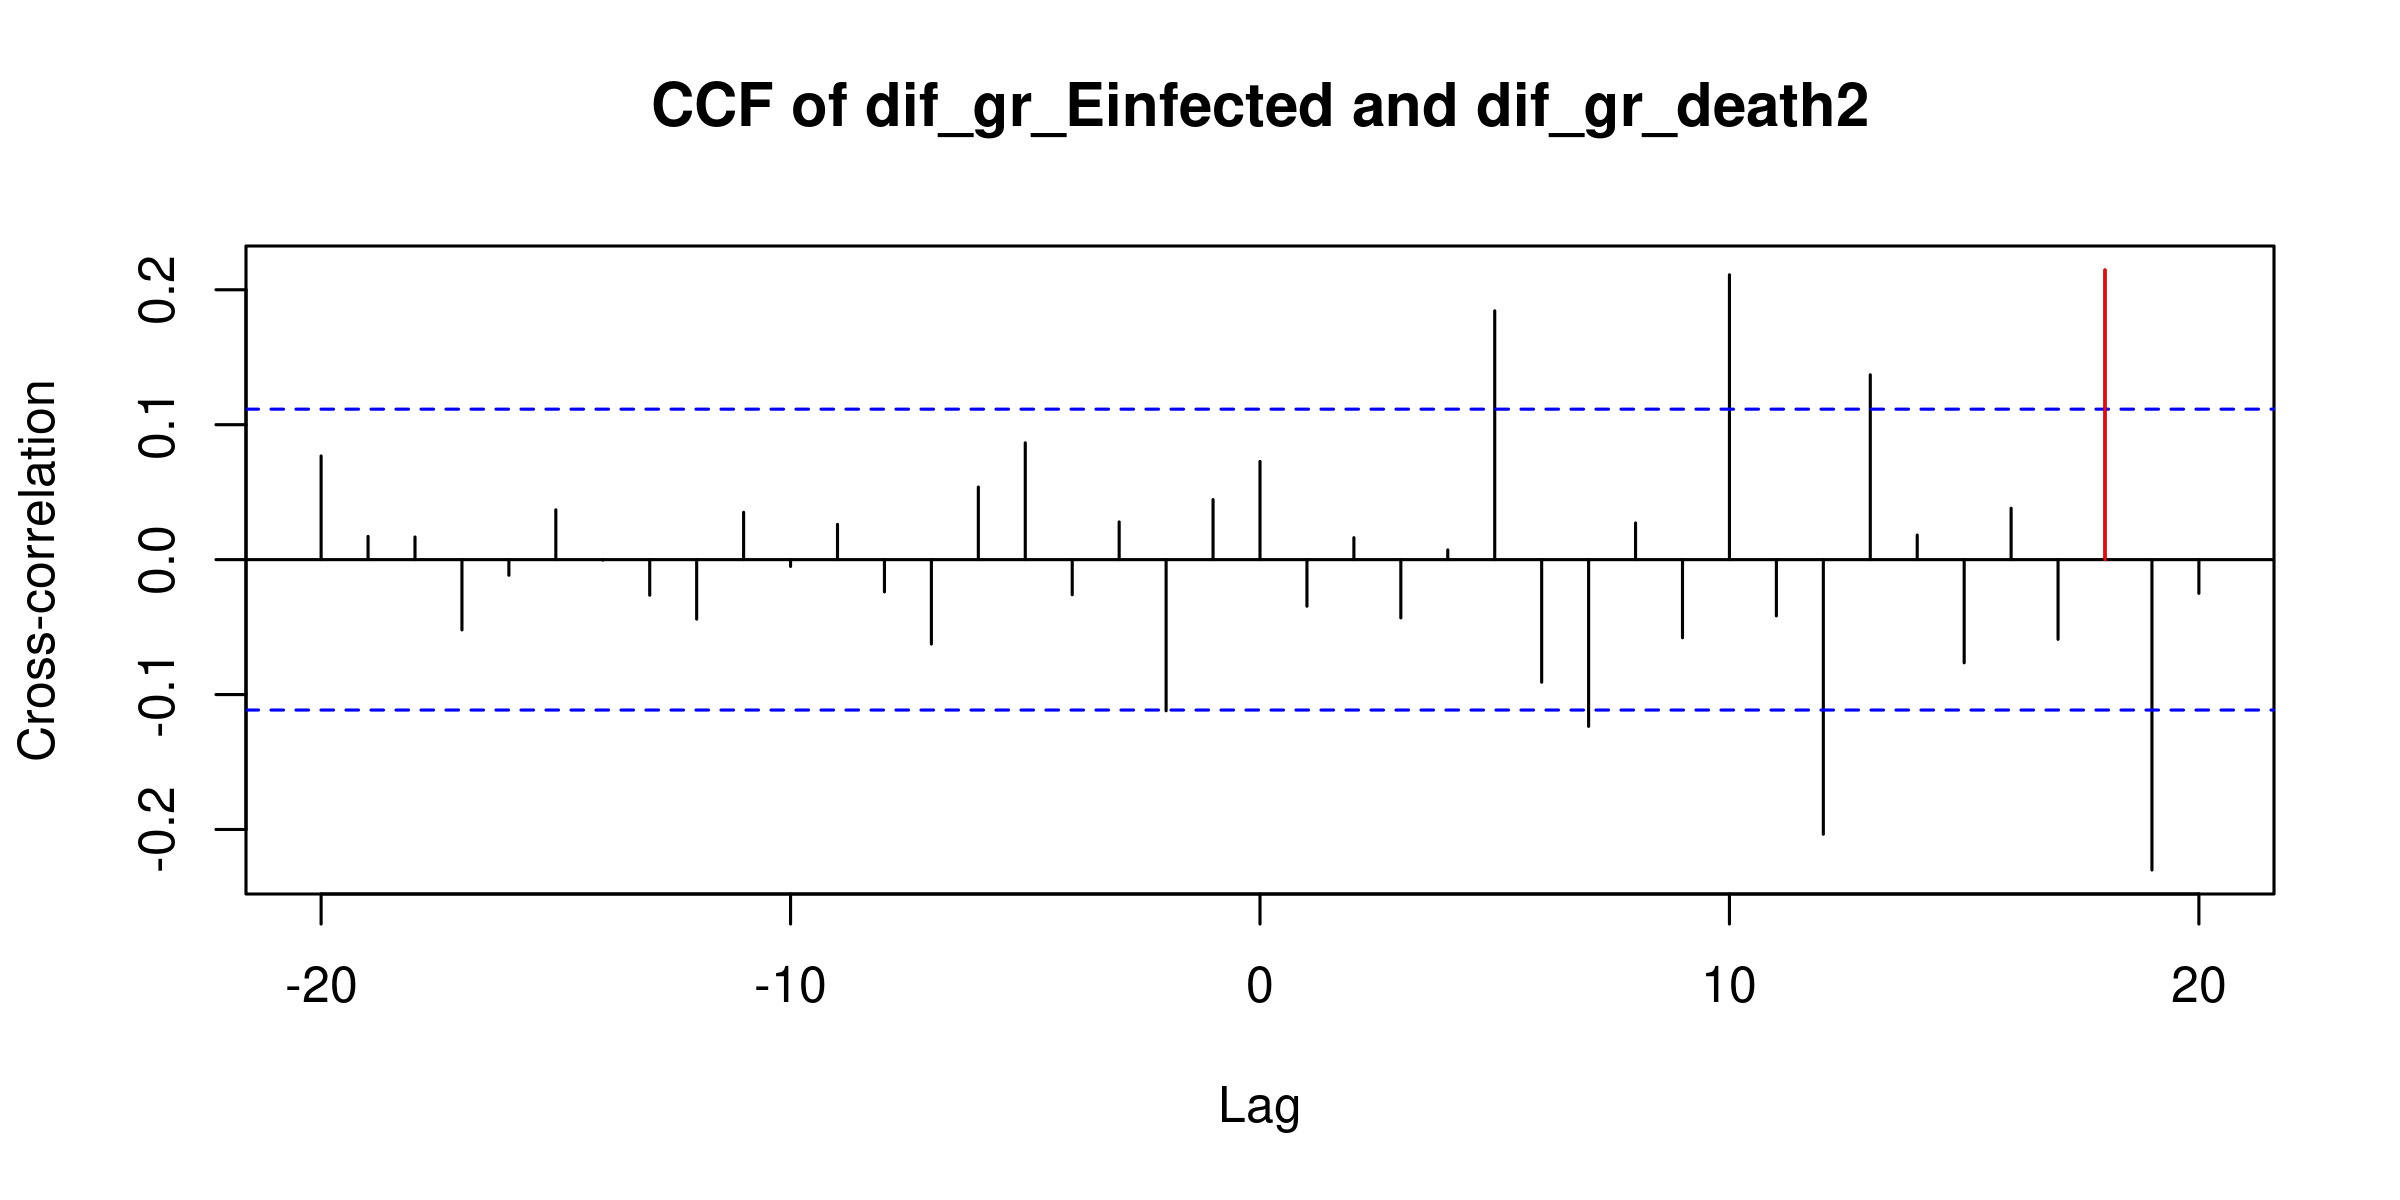 CCF of dif_gr_Einfected and dif_gr_death2
Cross-correlation
0.2
0.1
0.0
-0.1
-0.2
-20 -10 0 10 20
Lag